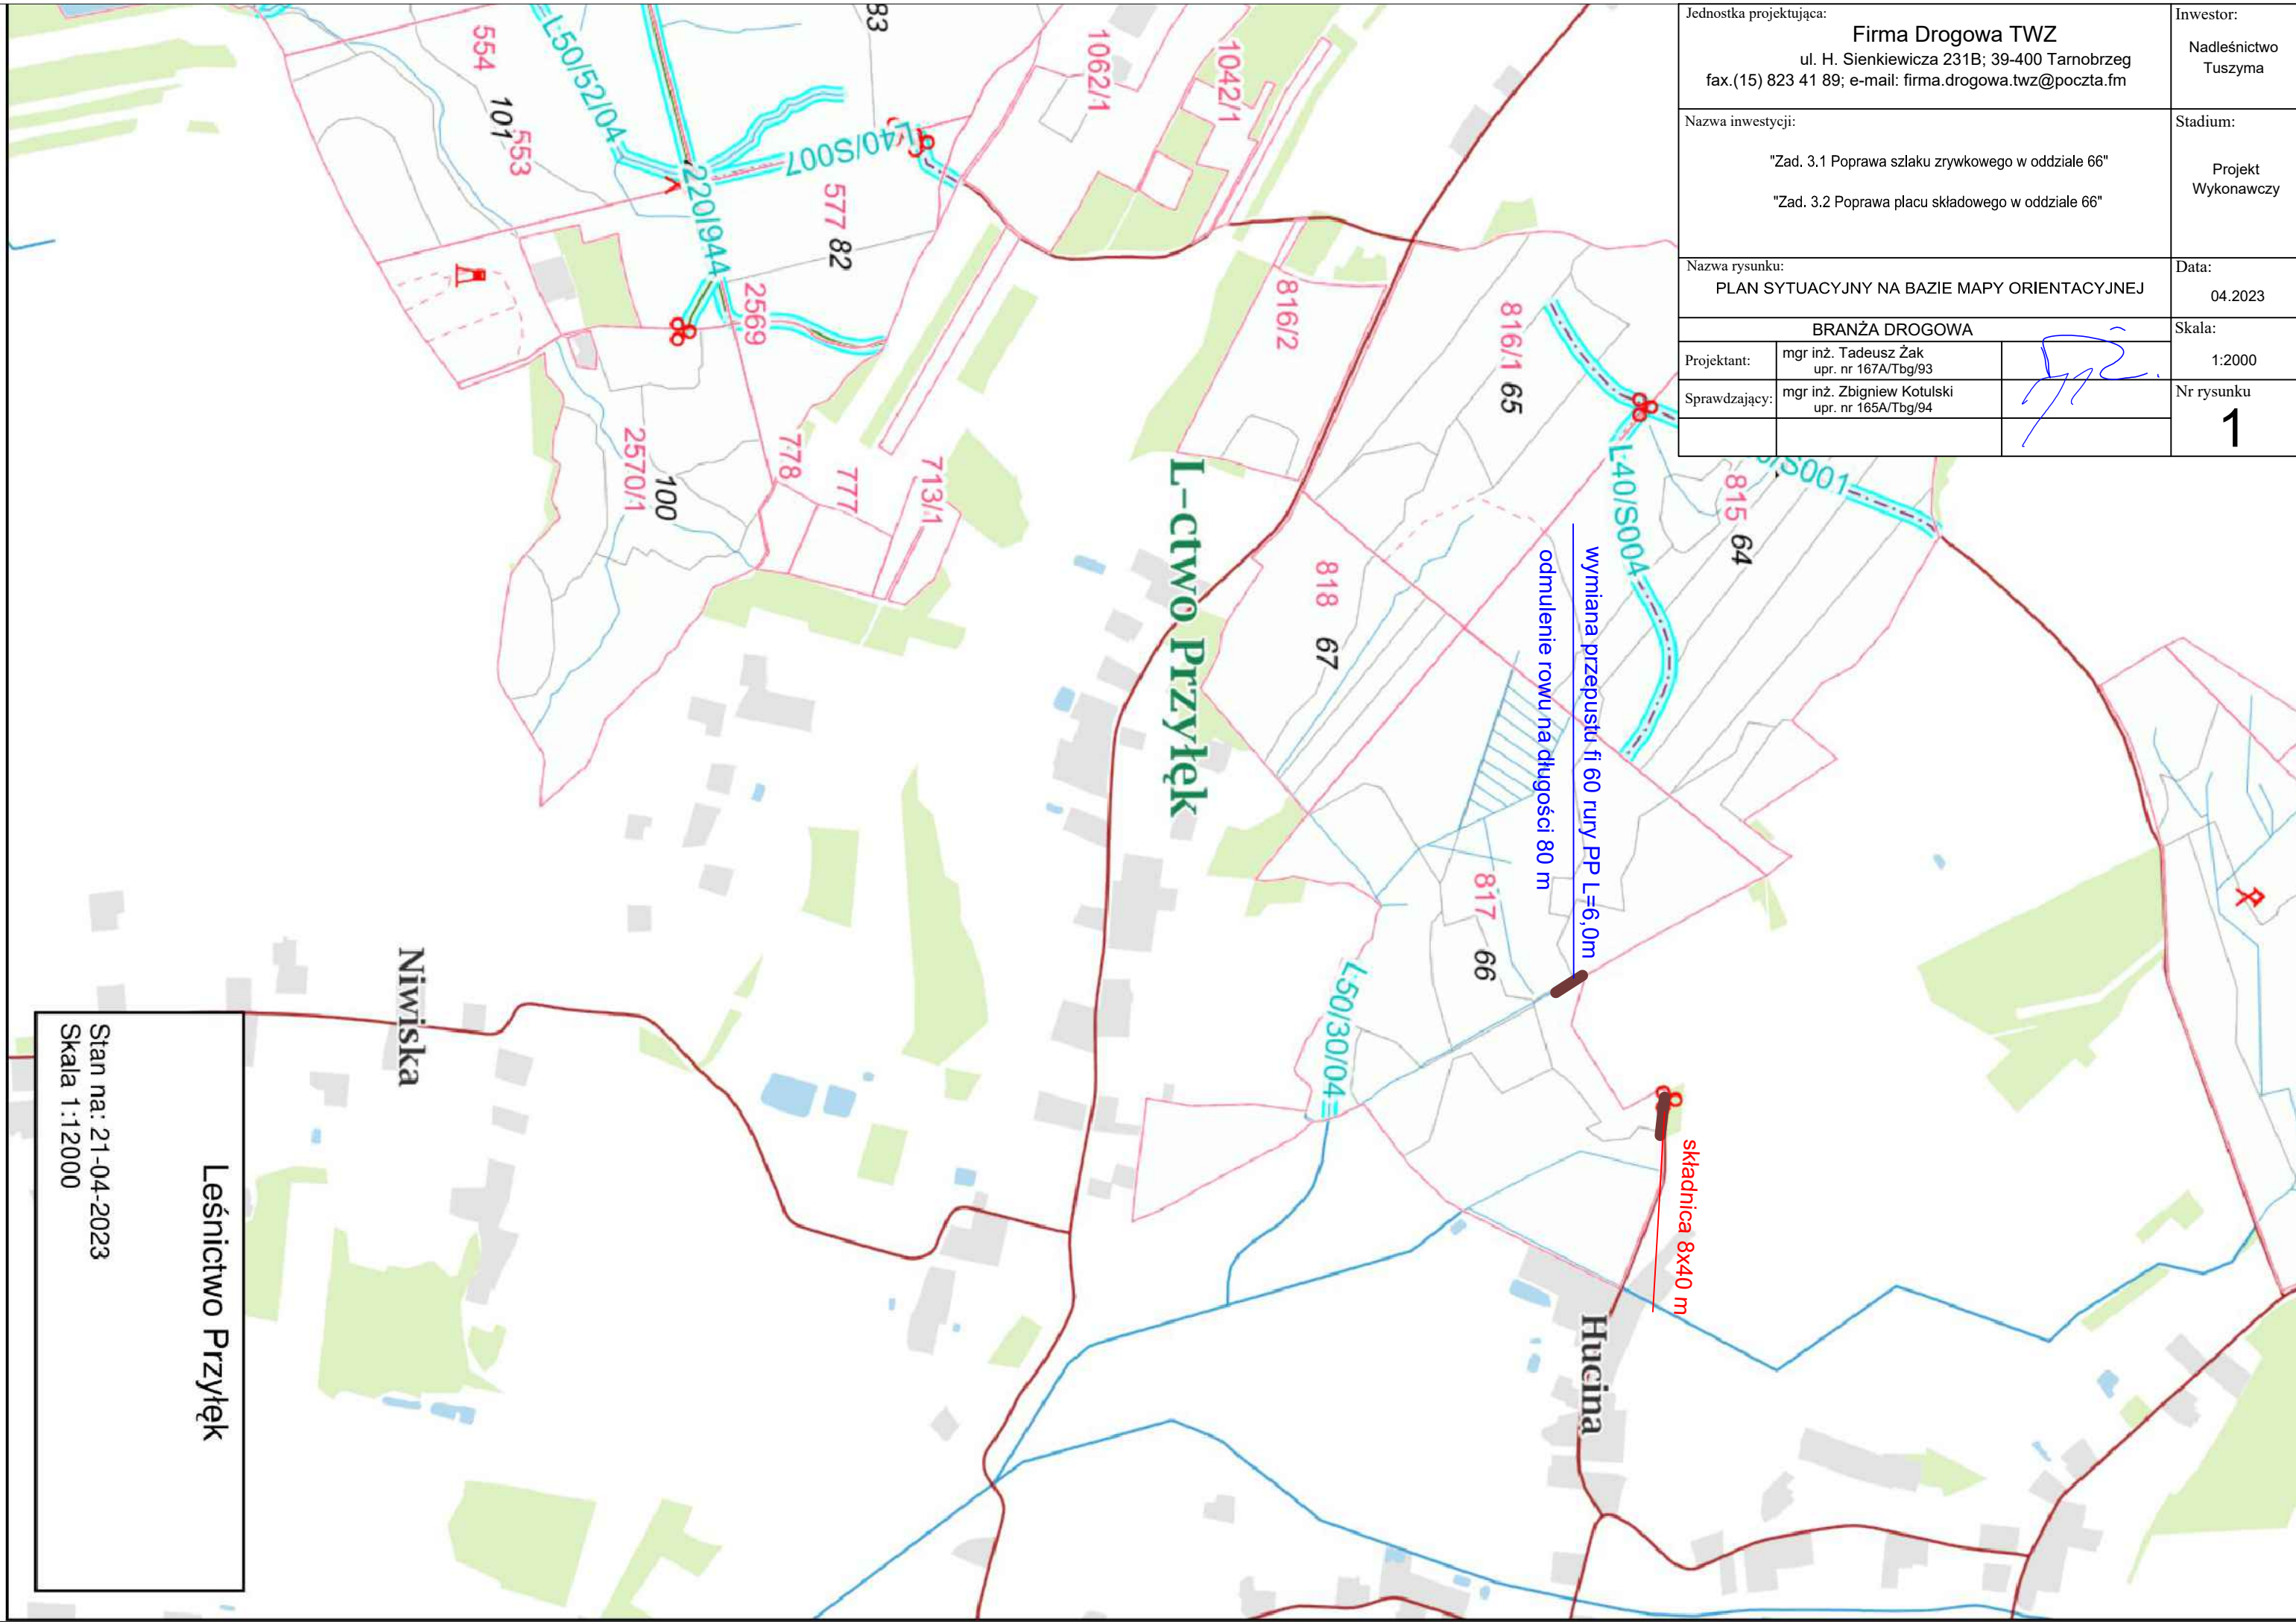 Jednostka projektująca:
Firma Drogowa TWZ
ul. H. Sienkiewicza 231B; 39-400 Tarnobrzeg
fax.(15) 823 41 89; e-mail: firma.drogowa.twz@poczta.fm
Inwestor:
Nadleśnictwo
Tuszyma
Nazwa inwestycji:
"Zad. 3.1 Poprawa szlaku zrywkowego w oddziale 66"
"Zad. 3.2 Poprawa placu składowego w oddziale 66"
Stadium:
Projekt
Wykonawczy
Nazwa rysunku:
PLAN SYTUACYJNY NA BAZIE MAPY ORIENTACYJNEJ
Data:
04.2023
BRANŻA DROGOWA
Skala:
1:2000
Projektant:
mgr inż. Tadeusz Żak
upr. nr 167A/Tbg/93
Sprawdzający:
mgr inż. Zbigniew Kotulski
upr. nr 165A/Tbg/94
Nr rysunku
1
83
554
101
553
L50/52/04
L40/S007
220/944
577 82
2569
1062/1
1042/1
816/2
816/1 65
L40/S004
/S001
815 64
818 67
817 66
L50/30/04
2570/1
100
778
777
713/1
L-ctwo Przyłęk
wymiana przepustu fi 60 rury PP L=6,0m
odmulenie rowu na długości 80 m
składnica 8x40 m
Hucina
Niwiska
Leśnictwo Przyłęk
Stan na: 21-04-2023
Skala 1:12000